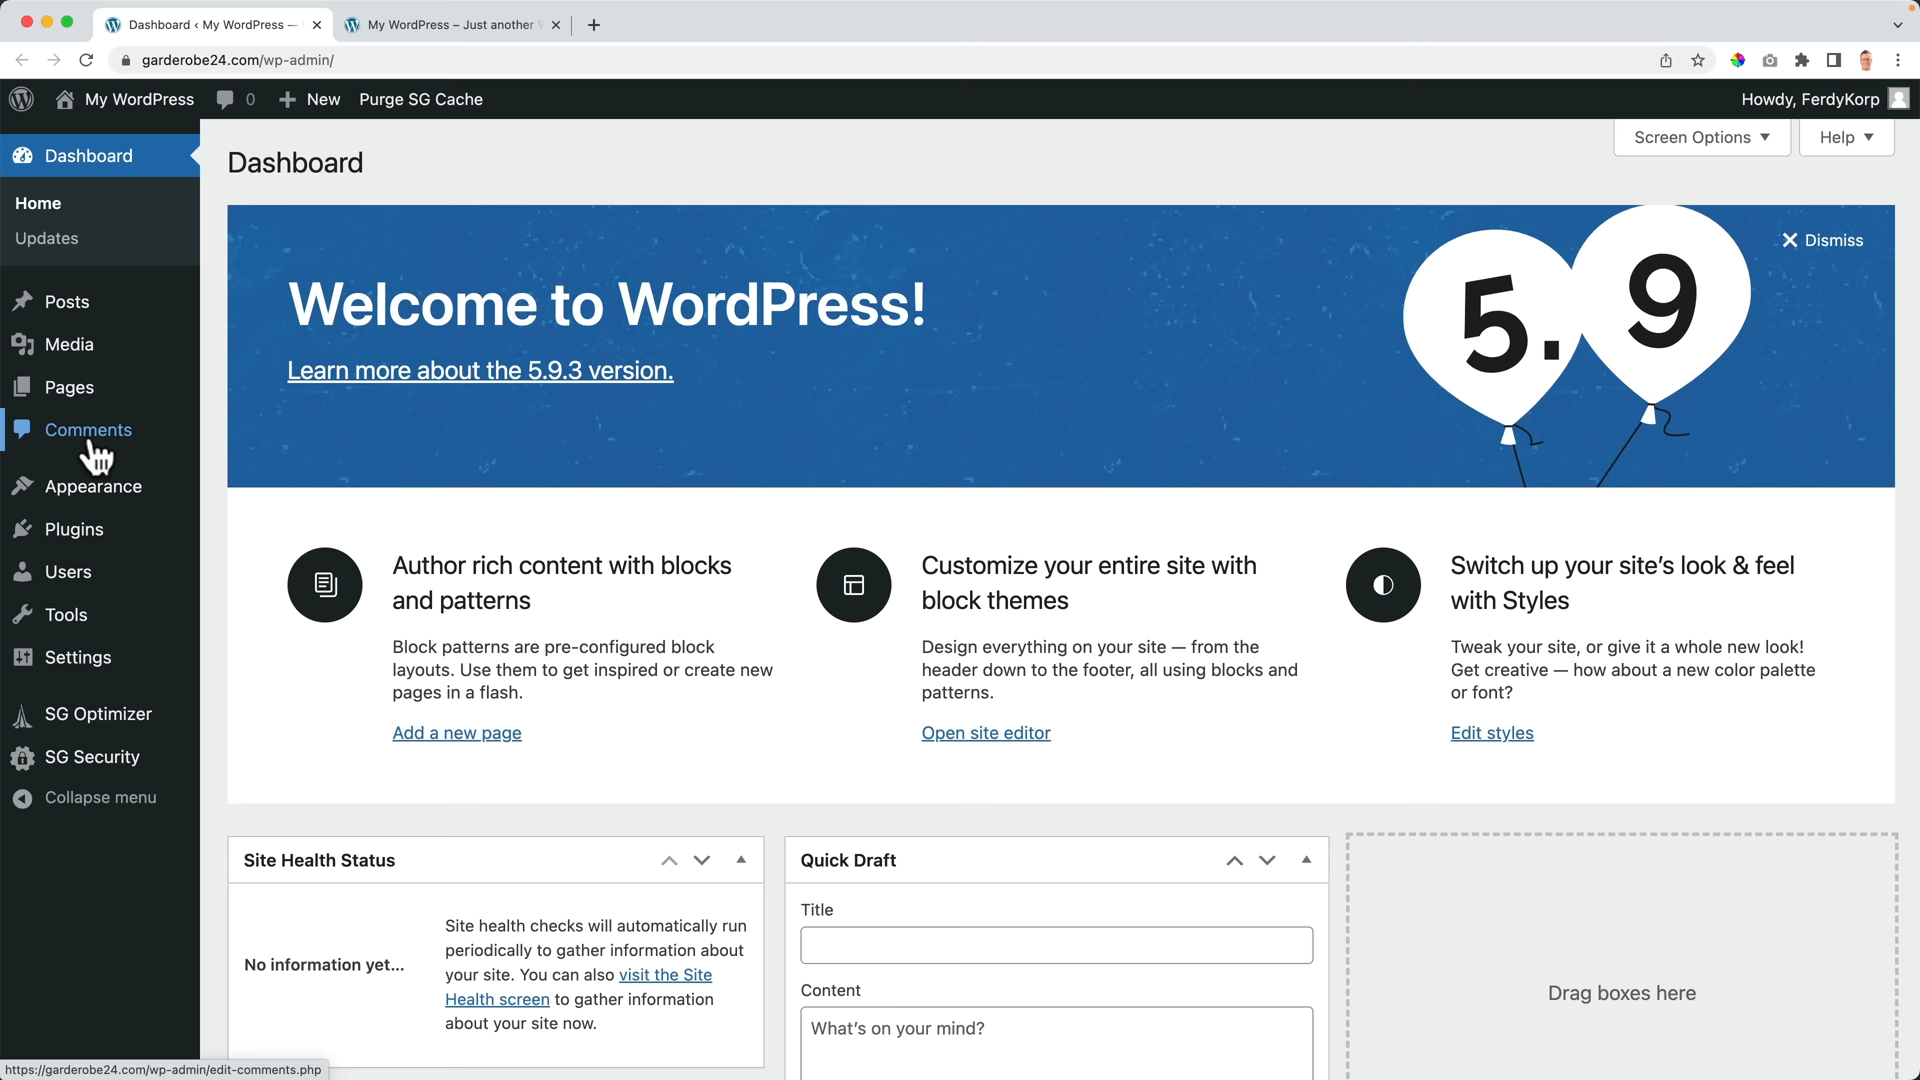 Dashboard ‹ My WordPress —
My WordPress – Just another
garderobe24.com/wp-admin/
My WordPress
0
New
Purge SG Cache
Howdy, FerdyKorp
Dashboard
Home
Updates
Posts
Media
Pages
Comments
Appearance
Plugins
Users
Tools
Settings
SG Optimizer
SG Security
Collapse menu
Dashboard
Screen Options
Help
Welcome to WordPress!
Learn more about the 5.9.3 version.
5.9
Dismiss
Author rich content with blocks
and patterns
Block patterns are pre-configured block
layouts. Use them to get inspired or create new
pages in a flash.
Add a new page
Customize your entire site with
block themes
Design everything on your site — from the
header down to the footer, all using blocks and
patterns.
Open site editor
Switch up your site’s look & feel
with Styles
Tweak your site, or give it a whole new look!
Get creative — how about a new color palette
or font?
Edit styles
Site Health Status
No information yet...
Site health checks will automatically run
periodically to gather information about
your site. You can also visit the Site
Health screen to gather information
about your site now.
Quick Draft
Title
Content
What’s on your mind?
Drag boxes here
https://garderobe24.com/wp-admin/edit-comments.php